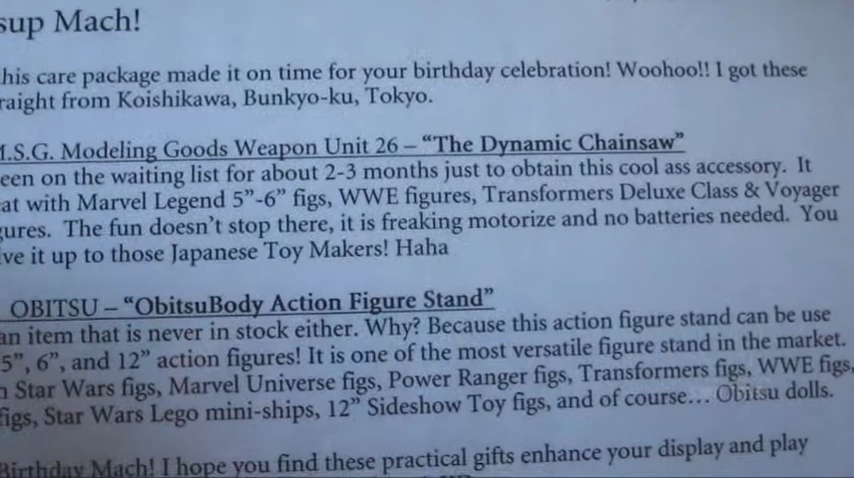 sup Mach!
his care package made it on time for your birthday celebration! Woohoo!! I got these
raight from Koishikawa, Bunkyo-ku, Tokyo.
M.S.G. Modeling Goods Weapon Unit 26 – “The Dynamic Chainsaw”
een on the waiting list for about 2-3 months just to obtain this cool ass accessory. It
at with Marvel Legend 5”-6” figs, WWE figures, Transformers Deluxe Class & Voyager
gures. The fun doesn’t stop there, it is freaking motorize and no batteries needed. You
ve it up to those Japanese Toy Makers! Haha
OBITSU – “ObitsuBody Action Figure Stand”
an item that is never in stock either. Why? Because this action figure stand can be use
5”, 6”, and 12” action figures! It is one of the most versatile figure stand in the market.
h Star Wars figs, Marvel Universe figs, Power Ranger figs, Transformers figs, WWE figs,
figs, Star Wars Lego mini-ships, 12” Sideshow Toy figs, and of course… Obitsu dolls.
Birthday Mach! I hope you find these practical gifts enhance your display and play